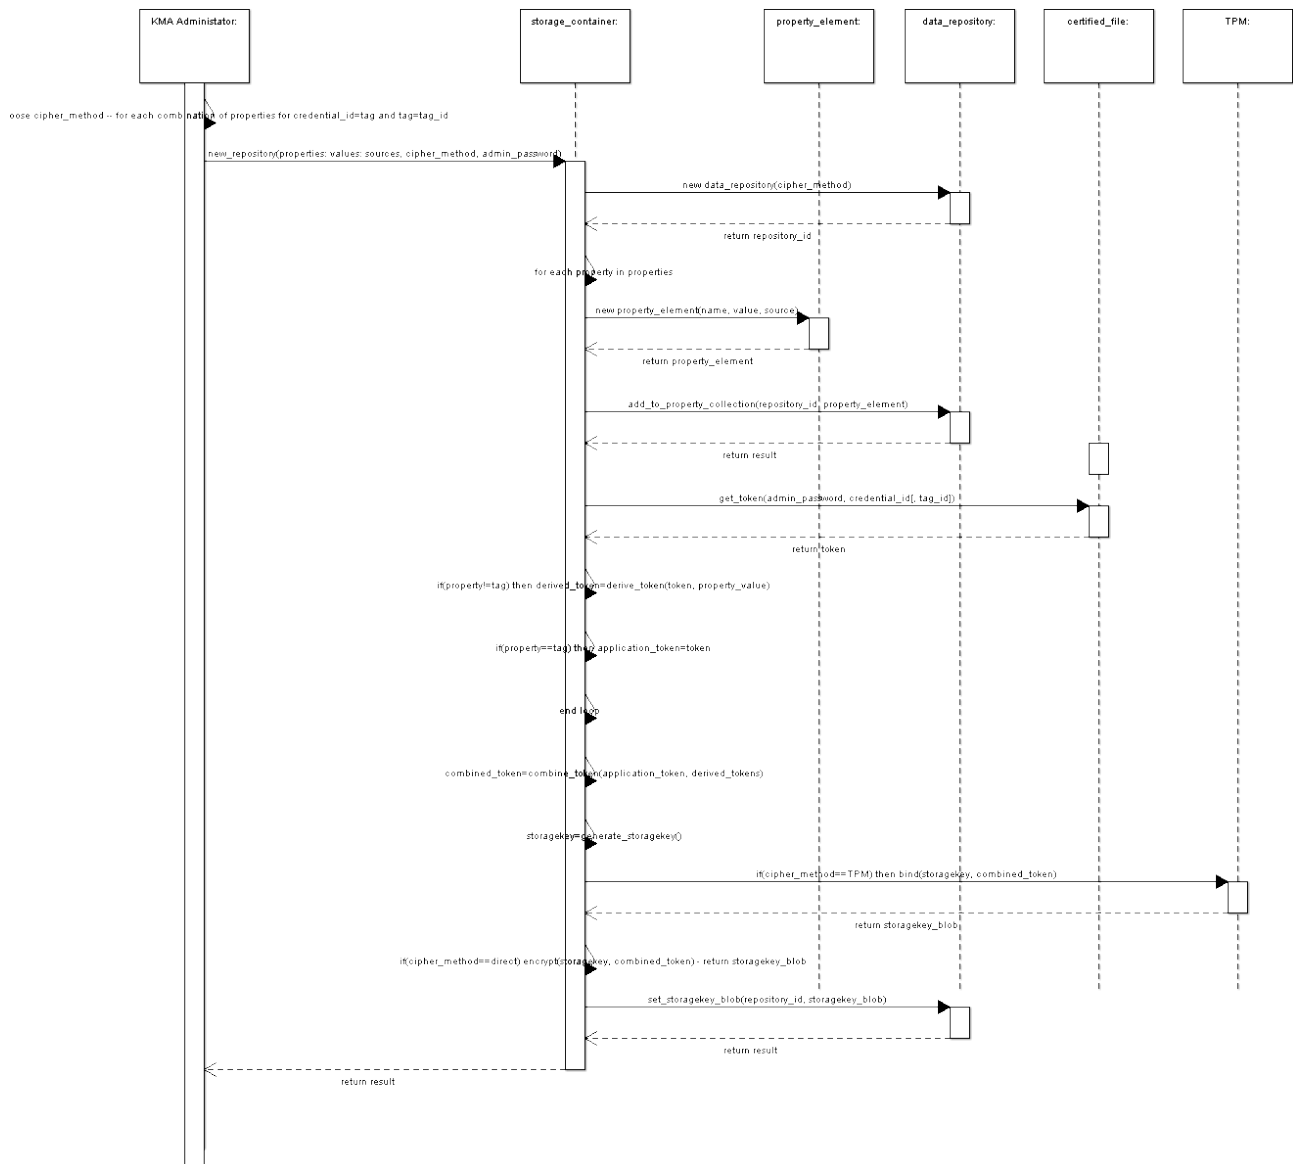 KMA Administator:
storage_container:
property_element:
data_repository:
certified_file:
TPM:
oose cipher_method -- for each combination of properties for credential_id=tag and tag=tag_id
new_repository(properties: values: sources, cipher_method, admin_password)
new data_repository(cipher_method)
return repository_id
for each property in properties
new property_element(name, value, source)
return property_element
add_to_property_collection(repository_id, property_element)
return result
get_token(admin_password, credential_id[, tag_id])
return token
if(property!=tag) then derived_token=derive_token(token, property_value)
if(property==tag) then application_token=token
end loop
combined_token=combine_token(application_token, derived_tokens)
storagekey=generate_storagekey()
if(cipher_method==TPM) then bind(storagekey, combined_token)
return storagekey_blob
if(cipher_method==direct) encrypt(storagekey, combined_token) - return storagekey_blob
set_storagekey_blob(repository_id, storagekey_blob)
return result
return result